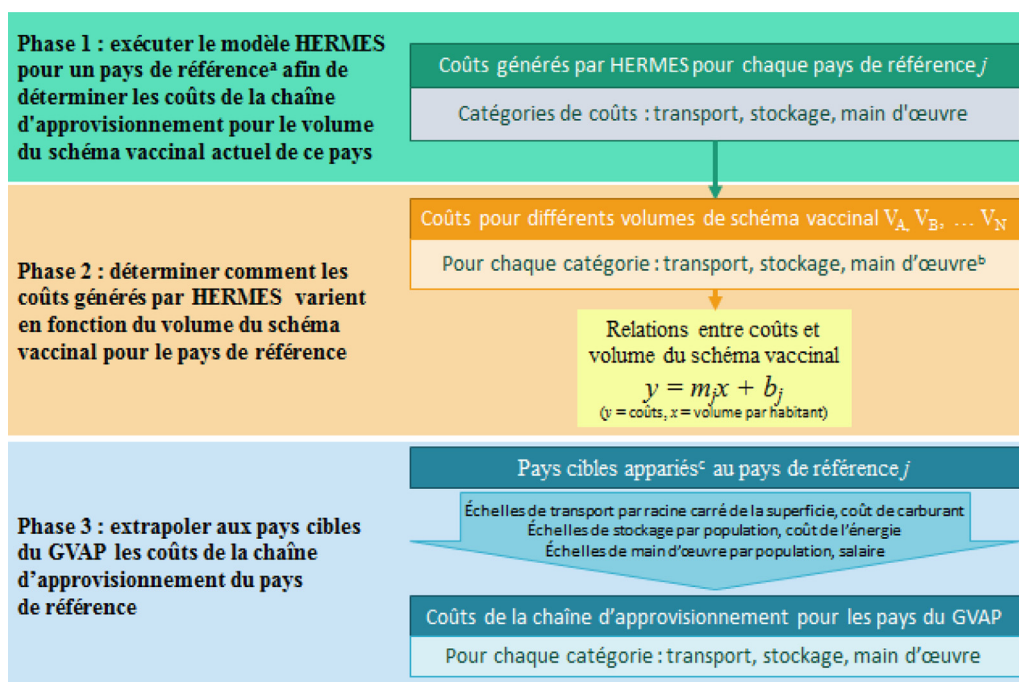 Phase 1 : exécuter le modèle HERMES
pour un pays de référenceᵃ afin de
déterminer les coûts de la chaîne
d'approvisionnement pour le volume
du schéma vaccinal actuel de ce pays
Coûts générés par HERMES pour chaque pays de référence j
Catégories de coûts : transport, stockage, main d'œuvre
Phase 2 : déterminer comment les
coûts générés par HERMES varient
en fonction du volume du schéma
vaccinal pour le pays de référence
Coûts pour différents volumes de schéma vaccinal V_A, V_B, … V_N
Pour chaque catégorie : transport, stockage, main d'œuvreᵇ
Relations entre coûts et
volume du schéma vaccinal
y = m_jx + b_j
(y = coûts, x = volume par habitant)
Phase 3 : extrapoler aux pays cibles
du GVAP les coûts de la chaîne
d'approvisionnement du pays
de référence
Pays cibles appariésᶜ au pays de référence j
Échelles de transport par racine carré de la superficie, coût de carburant
Échelles de stockage par population, coût de l'énergie
Échelles de main d'œuvre par population, salaire
Coûts de la chaîne d'approvisionnement pour les pays du GVAP
Pour chaque catégorie : transport, stockage, main d'œuvre